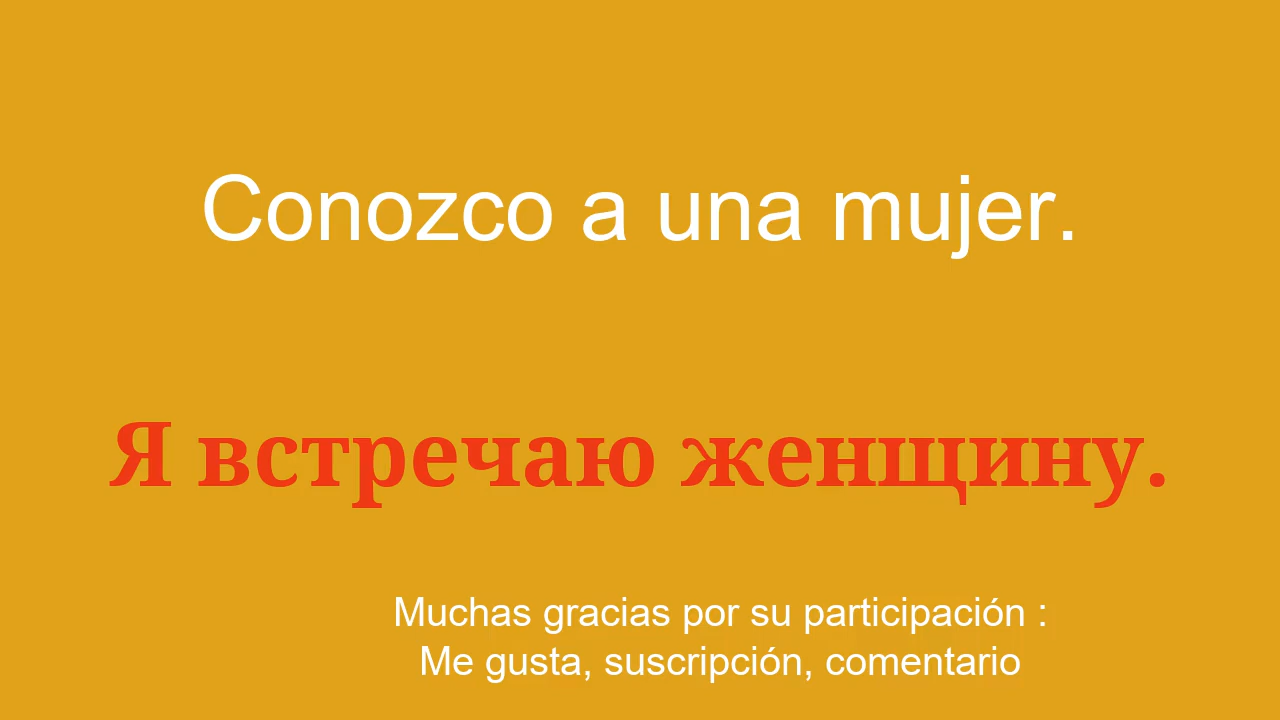 Conozco a una mujer.
Я встречаю женщину.
Muchas gracias por su participación :
Me gusta, suscripción, comentario